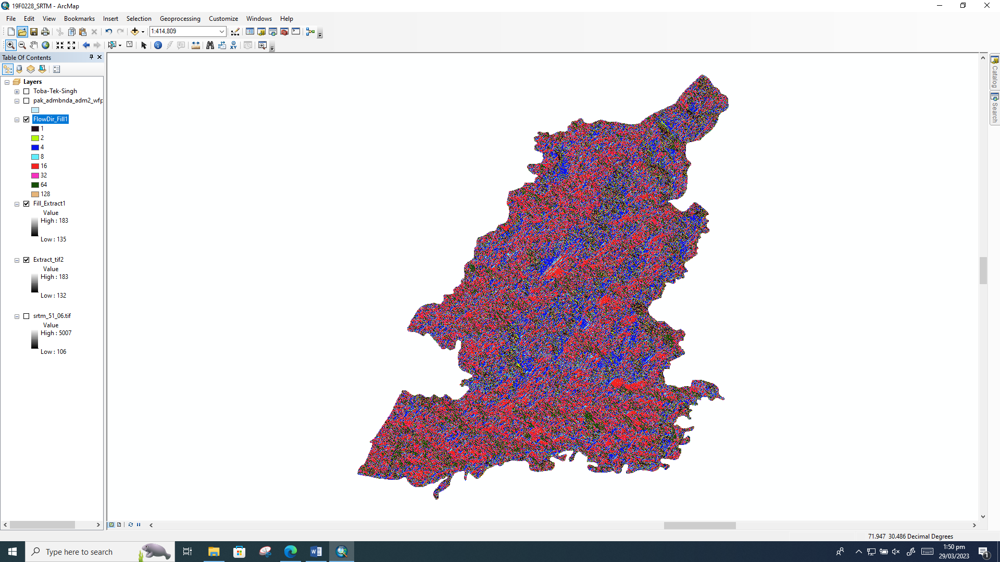 19F0228_SRTM - ArcMap
File Edit View Bookmarks Insert Selection Geoprocessing Customize Windows Help
1:414,809
Table Of Contents
Layers
Toba-Tek-Singh
pak_admbnda_adm2_wfp
FlowDir_Fill1
1
2
4
8
16
32
64
128
Fill_Extract1
Value
High : 183
Low : 135
Extract_tif2
Value
High : 183
Low : 132
srtm_51_06.tif
Value
High : 5007
Low : 106
Catalog
Search
71.947 30.486 Decimal Degrees
Type here to search
1:50 pm
29/03/2023
1